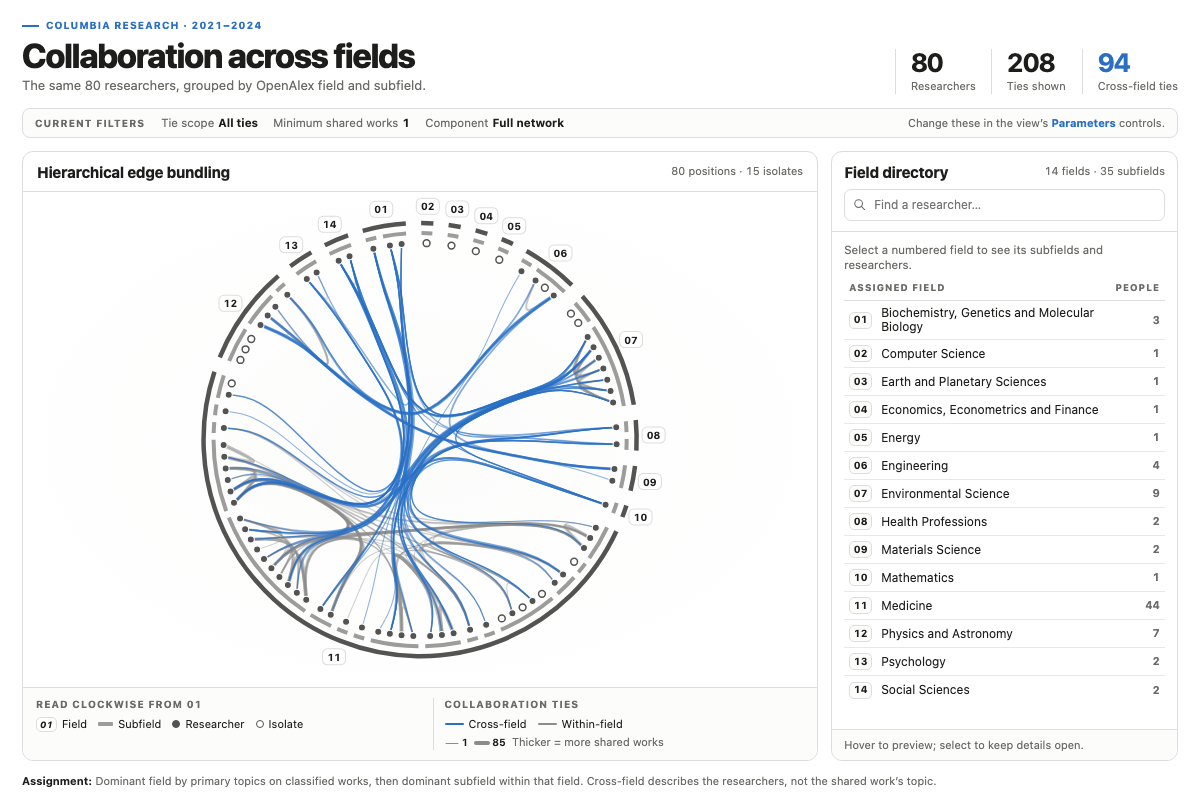 COLUMBIA RESEARCH · 2021–2024
Collaboration across fields
The same 80 researchers, grouped by OpenAlex field and subfield.
80
Researchers
208
Ties shown
94
Cross-field ties
CURRENT FILTERS Tie scope All ties Minimum shared works 1 Component Full network
Change these in the view's Parameters controls.
Hierarchical edge bundling
80 positions · 15 isolates
01
02
03
04
05
06
07
08
09
10
11
12
13
14
READ CLOCKWISE FROM 01
01 Field Subfield Researcher Isolate
COLLABORATION TIES
Cross-field Within-field
1 85 Thicker = more shared works
Field directory
14 fields · 35 subfields
Find a researcher...
Select a numbered field to see its subfields and
researchers.
ASSIGNED FIELD PEOPLE
01 Biochemistry, Genetics and Molecular
Biology 3
02 Computer Science 1
03 Earth and Planetary Sciences 1
04 Economics, Econometrics and Finance 1
05 Energy 1
06 Engineering 4
07 Environmental Science 9
08 Health Professions 2
09 Materials Science 2
10 Mathematics 1
11 Medicine 44
12 Physics and Astronomy 7
13 Psychology 2
14 Social Sciences 2
Hover to preview; select to keep details open.
Assignment: Dominant field by primary topics on classified works, then dominant subfield within that field. Cross-field describes the researchers, not the shared work's topic.